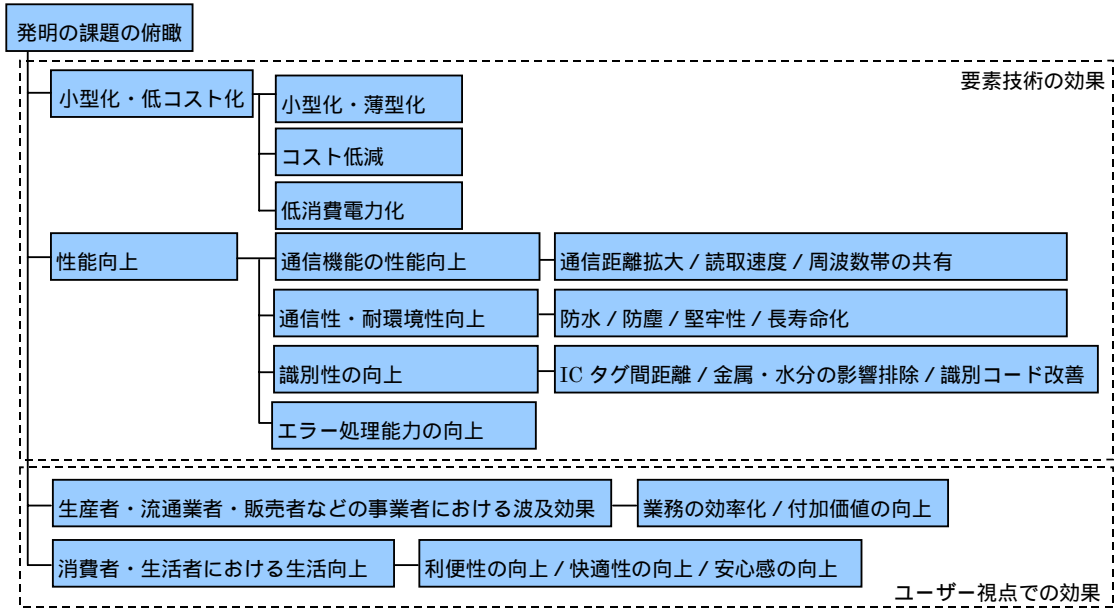 発明の課題の俯瞰
要素技術の効果
小型化・低コスト化
小型化・薄型化
コスト低減
低消費電力化
性能向上
通信機能の性能向上
通信距離拡大 / 読取速度 / 周波数帯の共有
通信性・耐環境性向上
防水 / 防塵 / 堅牢性 / 長寿命化
識別性の向上
IC タグ間距離 / 金属・水分の影響排除 / 識別コード改善
エラー処理能力の向上
生産者・流通業者・販売者などの事業者における波及効果
業務の効率化 / 付加価値の向上
消費者・生活者における生活向上
利便性の向上 / 快適性の向上 / 安心感の向上
ユーザー視点での効果